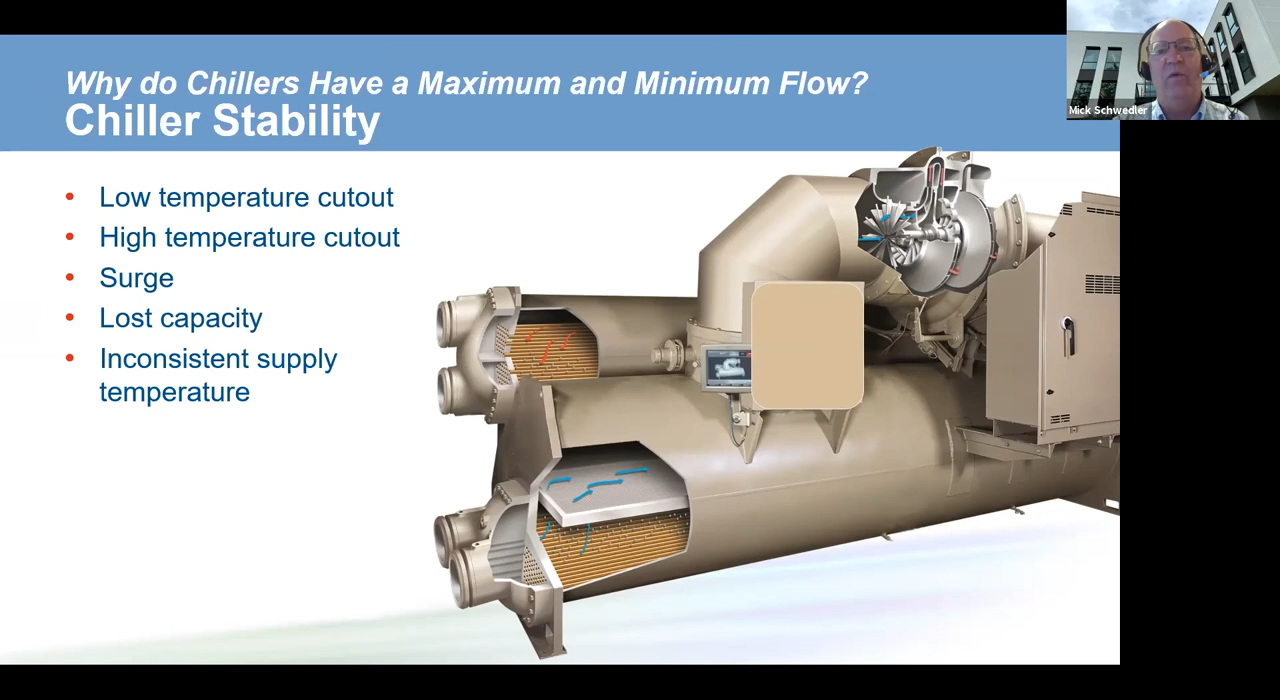 Why do Chillers Have a Maximum and Minimum Flow?
Chiller Stability
Mick Schwedler
• Low temperature cutout
• High temperature cutout
• Surge
• Lost capacity
• Inconsistent supply
temperature